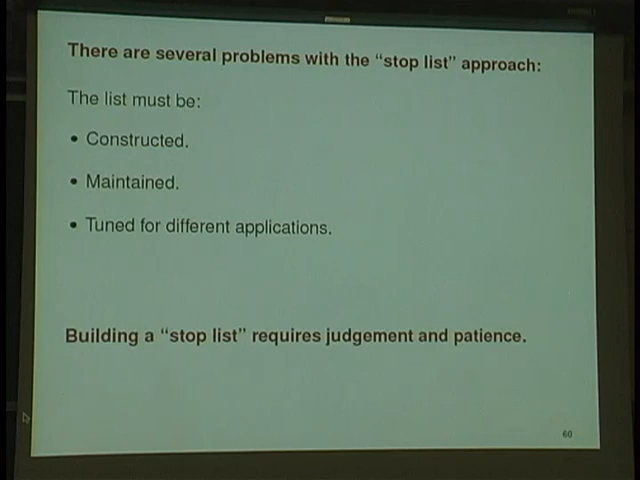 There are several problems with the “stop list” approach:
The list must be:
• Constructed.
• Maintained.
• Tuned for different applications.
Building a “stop list” requires judgement and patience.
60